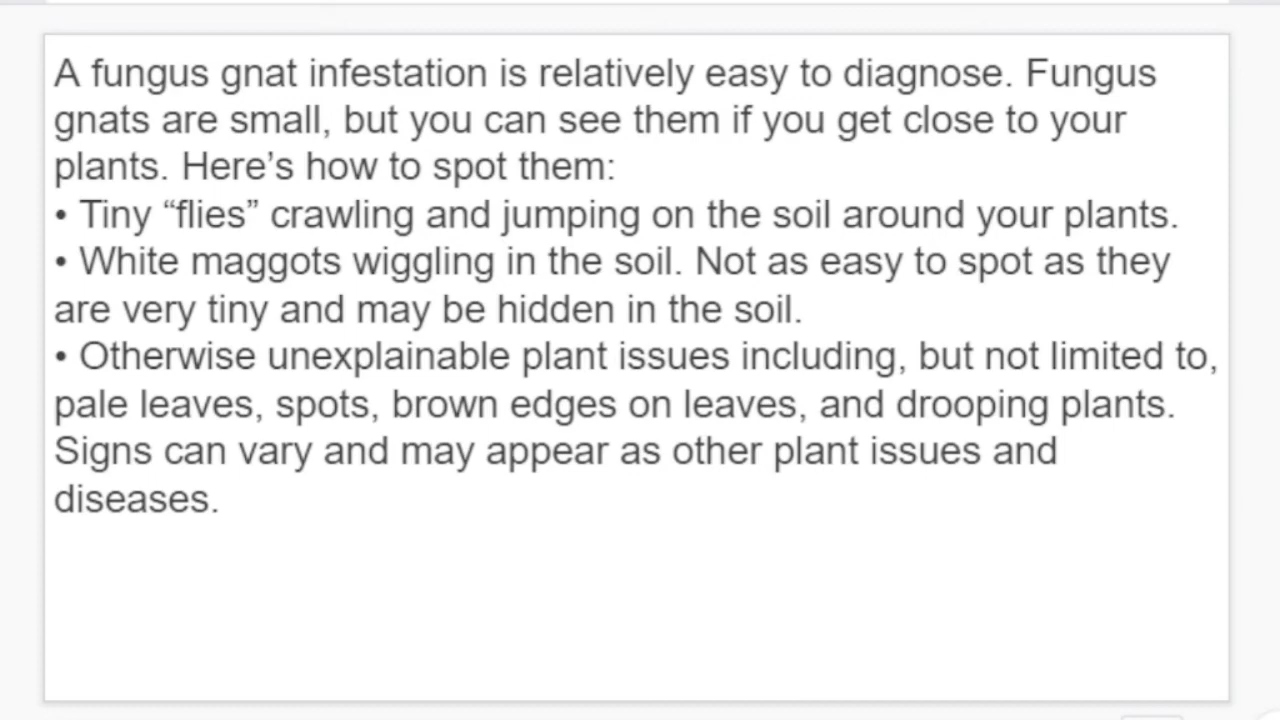 A fungus gnat infestation is relatively easy to diagnose. Fungus
gnats are small, but you can see them if you get close to your
plants. Here’s how to spot them:
• Tiny “flies” crawling and jumping on the soil around your plants.
• White maggots wiggling in the soil. Not as easy to spot as they
are very tiny and may be hidden in the soil.
• Otherwise unexplainable plant issues including, but not limited to,
pale leaves, spots, brown edges on leaves, and drooping plants.
Signs can vary and may appear as other plant issues and
diseases.